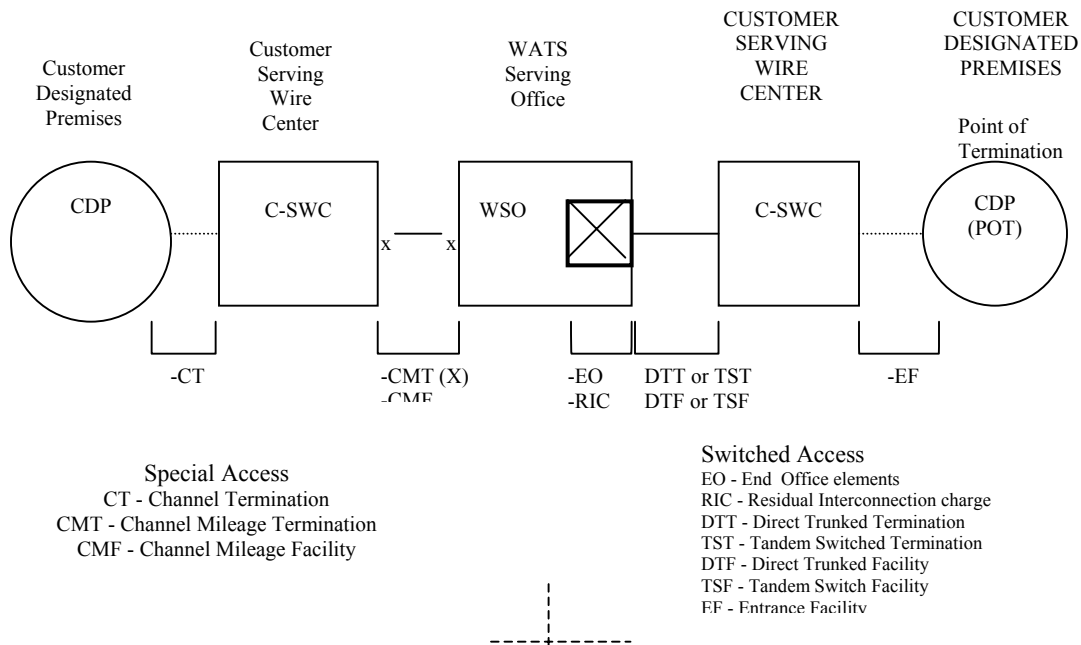 Customer
Designated
Premises
Customer
Serving
Wire
Center
WATS
Serving
Office
CUSTOMER
SERVING
WIRE
CENTER
CUSTOMER
DESIGNATED
PREMISES
Point of
Termination
CDP
C-SWC
x
x
WSO
C-SWC
CDP
(POT)
-CT
-CMT (X)
-CMF
-EO
-RIC
DTT or TST
DTF or TSF
-EF
Special Access
CT - Channel Termination
CMT - Channel Mileage Termination
CMF - Channel Mileage Facility
Switched Access
EO - End Office elements
RIC - Residual Interconnection charge
DTT - Direct Trunked Termination
TST - Tandem Switched Termination
DTF - Direct Trunked Facility
TSF - Tandem Switch Facility
EF - Entrance Facility